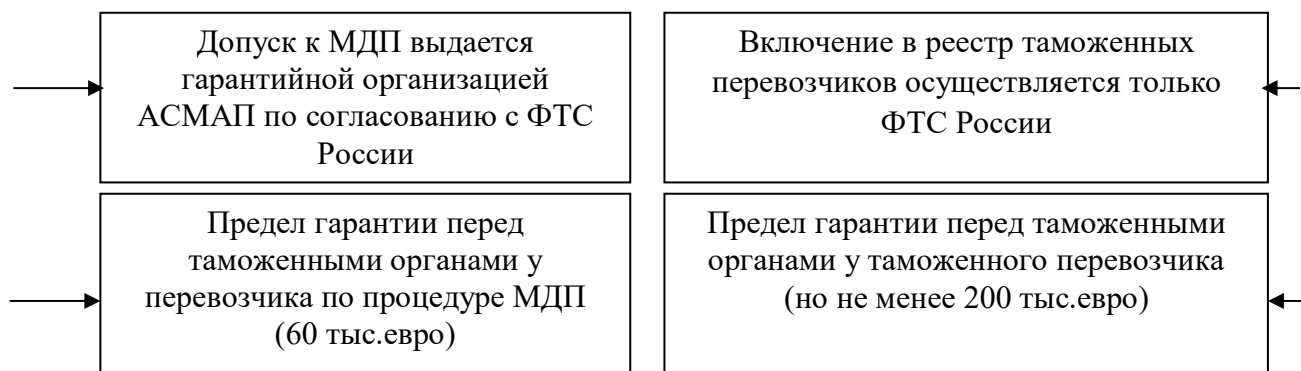 Допуск к МДП выдается
гарантийной организацией
АСМАП по согласованию с ФТС
России
Включение в реестр таможенных
перевозчиков осуществляется только
ФТС России
Предел гарантии перед
таможенными органами у
перевозчика по процедуре МДП
(60 тыс.евро)
Предел гарантии перед таможенными
органами у таможенного перевозчика
(но не менее 200 тыс.евро)